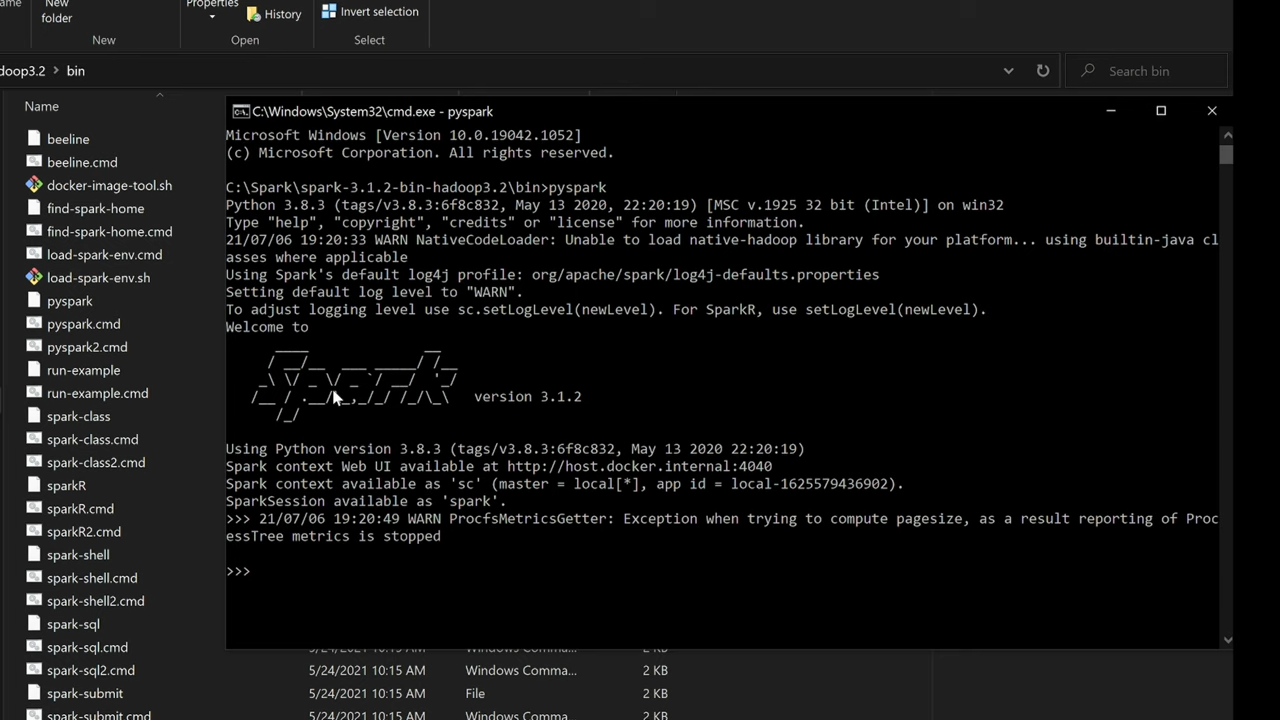 ame
New
folder
Properties
History
Invert selection
New
Open
Select
doop3.2 > bin
Search bin
Name
beeline
beeline.cmd
docker-image-tool.sh
find-spark-home
find-spark-home.cmd
load-spark-env.cmd
load-spark-env.sh
pyspark
pyspark.cmd
pyspark2.cmd
run-example
run-example.cmd
spark-class
spark-class.cmd
spark-class2.cmd
sparkR
sparkR.cmd
sparkR2.cmd
spark-shell
spark-shell.cmd
spark-shell2.cmd
spark-sql
spark-sql.cmd
spark-sql2.cmd 5/24/2021 10:15 AM Windows Comma... 2 KB
spark-submit 5/24/2021 10:15 AM File 2 KB
spark-submit.cmd 5/24/2021 10:15 AM Windows Comma... 2 KB
C:\Windows\System32\cmd.exe - pyspark
Microsoft Windows [Version 10.0.19042.1052]
(c) Microsoft Corporation. All rights reserved.
C:\Spark\spark-3.1.2-bin-hadoop3.2\bin>pyspark
Python 3.8.3 (tags/v3.8.3:6f8c832, May 13 2020, 22:20:19) [MSC v.1925 32 bit (Intel)] on win32
Type "help", "copyright", "credits" or "license" for more information.
21/07/06 19:20:33 WARN NativeCodeLoader: Unable to load native-hadoop library for your platform... using builtin-java cl
asses where applicable
Using Spark's default log4j profile: org/apache/spark/log4j-defaults.properties
Setting default log level to "WARN".
To adjust logging level use sc.setLogLevel(newLevel). For SparkR, use setLogLevel(newLevel).
Welcome to
Spark version 3.1.2
Using Python version 3.8.3 (tags/v3.8.3:6f8c832, May 13 2020 22:20:19)
Spark context Web UI available at http://host.docker.internal:4040
Spark context available as 'sc' (master = local[*], app id = local-1625579436902).
SparkSession available as 'spark'.
>>> 21/07/06 19:20:49 WARN ProcfsMetricsGetter: Exception when trying to compute pagesize, as a result reporting of Proc
essTree metrics is stopped
>>>